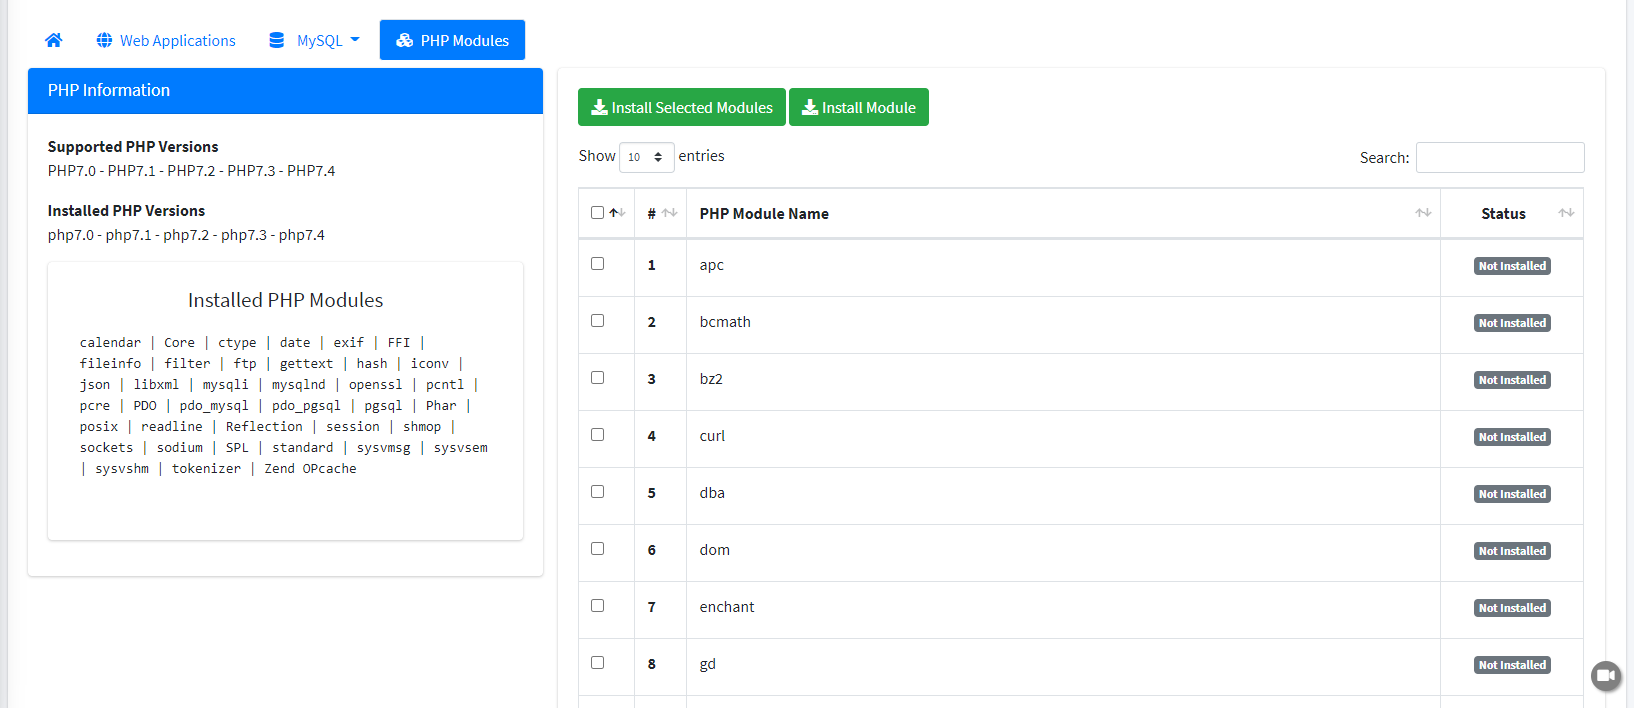 Web Applications
MySQL
PHP Modules
PHP Information
Supported PHP Versions
PHP7.0 - PHP7.1 - PHP7.2 - PHP7.3 - PHP7.4
Installed PHP Versions
php7.0 - php7.1 - php7.2 - php7.3 - php7.4
Installed PHP Modules
calendar | Core | ctype | date | exif | FFI |
fileinfo | filter | ftp | gettext | hash | iconv |
json | libxml | mysqli | mysqlnd | openssl | pcntl |
pcre | PDO | pdo_mysql | pdo_pgsql | pgsql | Phar |
posix | readline | Reflection | session | shmop |
sockets | sodium | SPL | standard | sysvmsg | sysvsem
| sysvshm | tokenizer | Zend OPcache
Install Selected Modules
Install Module
Show 10 entries
Search:
# PHP Module Name Status
1 apc Not Installed
2 bcmath Not Installed
3 bz2 Not Installed
4 curl Not Installed
5 dba Not Installed
6 dom Not Installed
7 enchant Not Installed
8 gd Not Installed